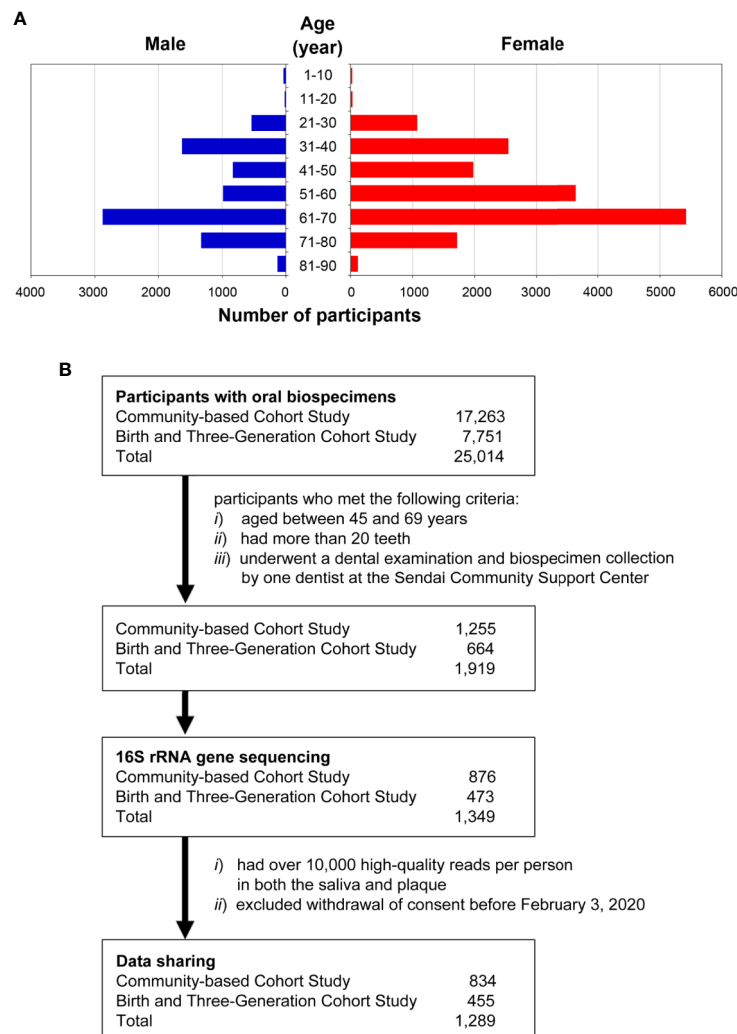 A
Male
Age
(year)
Female
1-10
11-20
21-30
31-40
41-50
51-60
61-70
71-80
81-90
4000 3000 2000 1000 0 0 1000 2000 3000 4000 5000 6000
Number of participants
B
Participants with oral biospecimens
Community-based Cohort Study 17,263
Birth and Three-Generation Cohort Study 7,751
Total 25,014
participants who met the following criteria:
i) aged between 45 and 69 years
ii) had more than 20 teeth
iii) underwent a dental examination and biospecimen collection
by one dentist at the Sendai Community Support Center
Community-based Cohort Study 1,255
Birth and Three-Generation Cohort Study 664
Total 1,919
16S rRNA gene sequencing
Community-based Cohort Study 876
Birth and Three-Generation Cohort Study 473
Total 1,349
i) had over 10,000 high-quality reads per person
in both the saliva and plaque
ii) excluded withdrawal of consent before February 3, 2020
Data sharing
Community-based Cohort Study 834
Birth and Three-Generation Cohort Study 455
Total 1,289